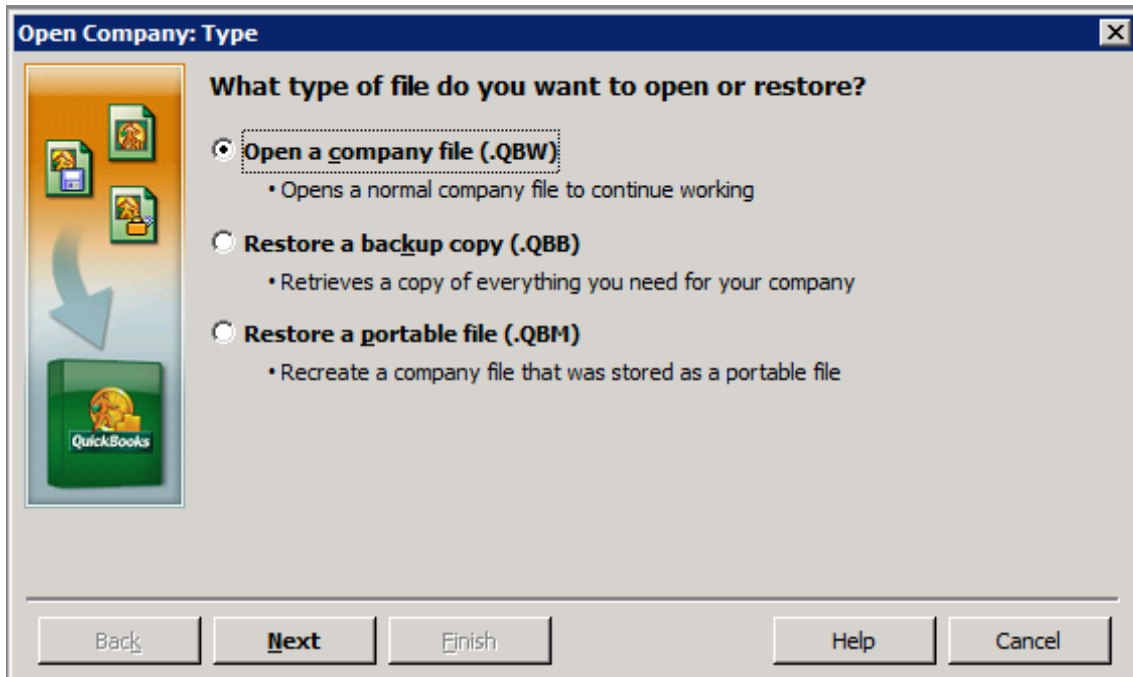 Open Company: Type
What type of file do you want to open or restore?
Open a company file (.QBW)
• Opens a normal company file to continue working
Restore a backup copy (.QBB)
• Retrieves a copy of everything you need for your company
Restore a portable file (.QBM)
• Recreate a company file that was stored as a portable file
QuickBooks
Back Next Finish Help Cancel